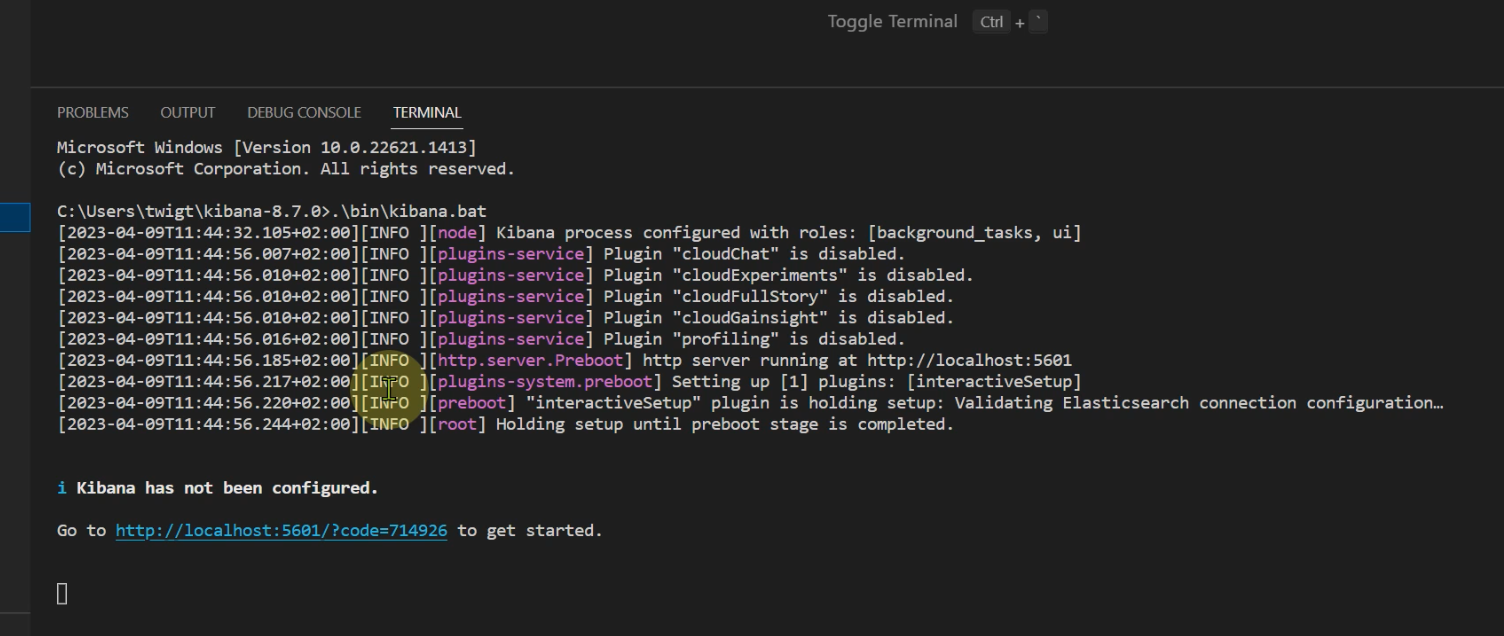 Toggle Terminal Ctrl + `
PROBLEMS OUTPUT DEBUG CONSOLE TERMINAL
Microsoft Windows [Version 10.0.22621.1413]
(c) Microsoft Corporation. All rights reserved.
C:\Users\twigt\kibana-8.7.0>.\bin\kibana.bat
[2023-04-09T11:44:32.105+02:00][INFO ][node] Kibana process configured with roles: [background_tasks, ui]
[2023-04-09T11:44:56.007+02:00][INFO ][plugins-service] Plugin "cloudChat" is disabled.
[2023-04-09T11:44:56.010+02:00][INFO ][plugins-service] Plugin "cloudExperiments" is disabled.
[2023-04-09T11:44:56.010+02:00][INFO ][plugins-service] Plugin "cloudFullStory" is disabled.
[2023-04-09T11:44:56.010+02:00][INFO ][plugins-service] Plugin "cloudGainsight" is disabled.
[2023-04-09T11:44:56.016+02:00][INFO ][plugins-service] Plugin "profiling" is disabled.
[2023-04-09T11:44:56.185+02:00][INFO ][http.server.Preboot] http server running at http://localhost:5601
[2023-04-09T11:44:56.217+02:00][INFO ][plugins-system.preboot] Setting up [1] plugins: [interactiveSetup]
[2023-04-09T11:44:56.220+02:00][INFO ][preboot] "interactiveSetup" plugin is holding setup: Validating Elasticsearch connection configuration…
[2023-04-09T11:44:56.244+02:00][INFO ][root] Holding setup until preboot stage is completed.
i Kibana has not been configured.
Go to http://localhost:5601/?code=714926 to get started.